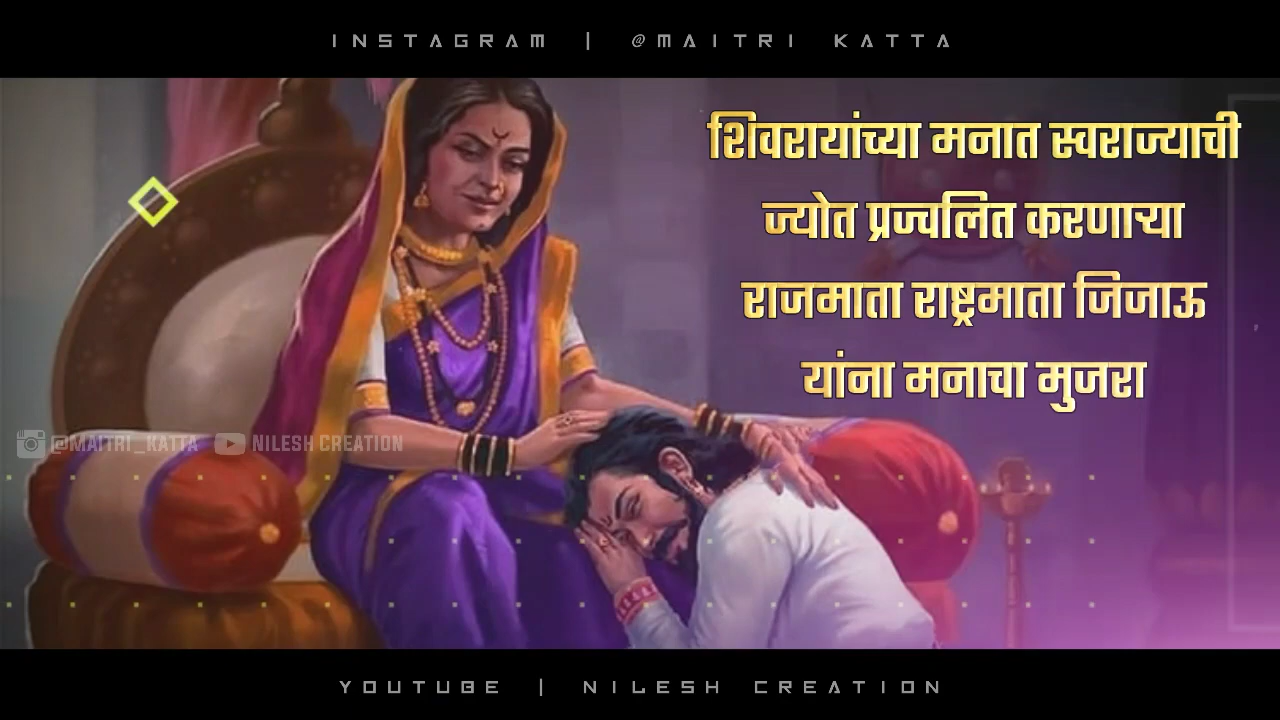 INSTAGRAM | @MAITRI KATTA
शिवरायांच्या मनात स्वराज्याची
ज्योत प्रज्वलित करणाऱ्या
राजमाता राष्ट्रमाता जिजाऊ
यांना मनाचा मुजरा
@MAITRI_KATTA NILESH CREATION
YOUTUBE | NILESH CREATION